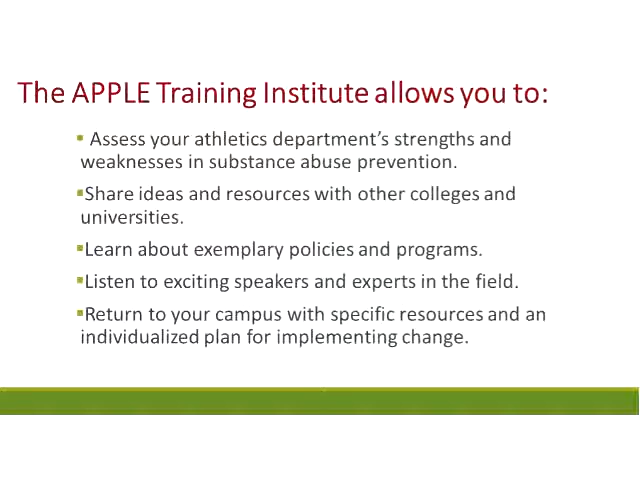 The APPLE Training Institute allows you to:
▪ Assess your athletics department’s strengths and
weaknesses in substance abuse prevention.
▪Share ideas and resources with other colleges and
universities.
▪Learn about exemplary policies and programs.
▪Listen to exciting speakers and experts in the field.
▪Return to your campus with specific resources and an
individualized plan for implementing change.